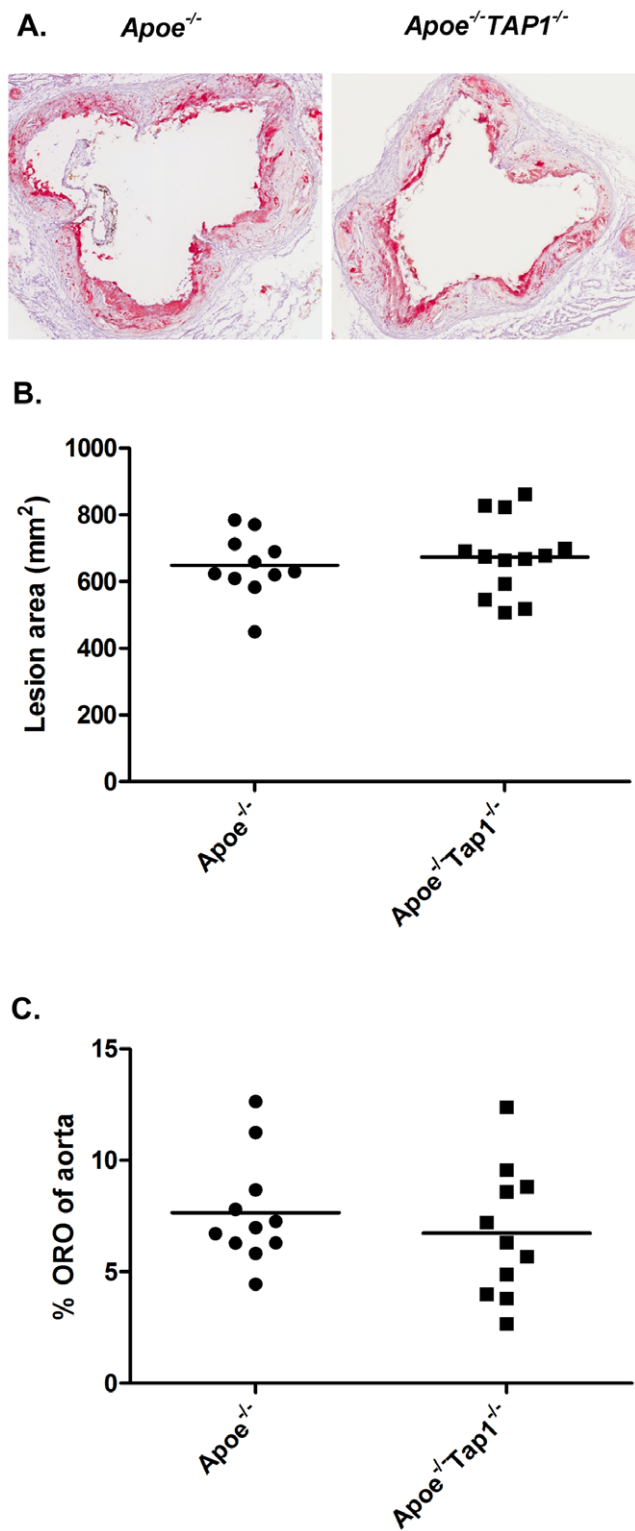 A. Apoe-/- Apoe-/-TAP1-/-
B.
1000
800
600
400
200
0
Lesion area (mm2)
Apoe-/-
Apoe-/-Tap1-/-
C.
15
10
5
0
% ORO of aorta
Apoe-/-
Apoe-/-Tap1-/-